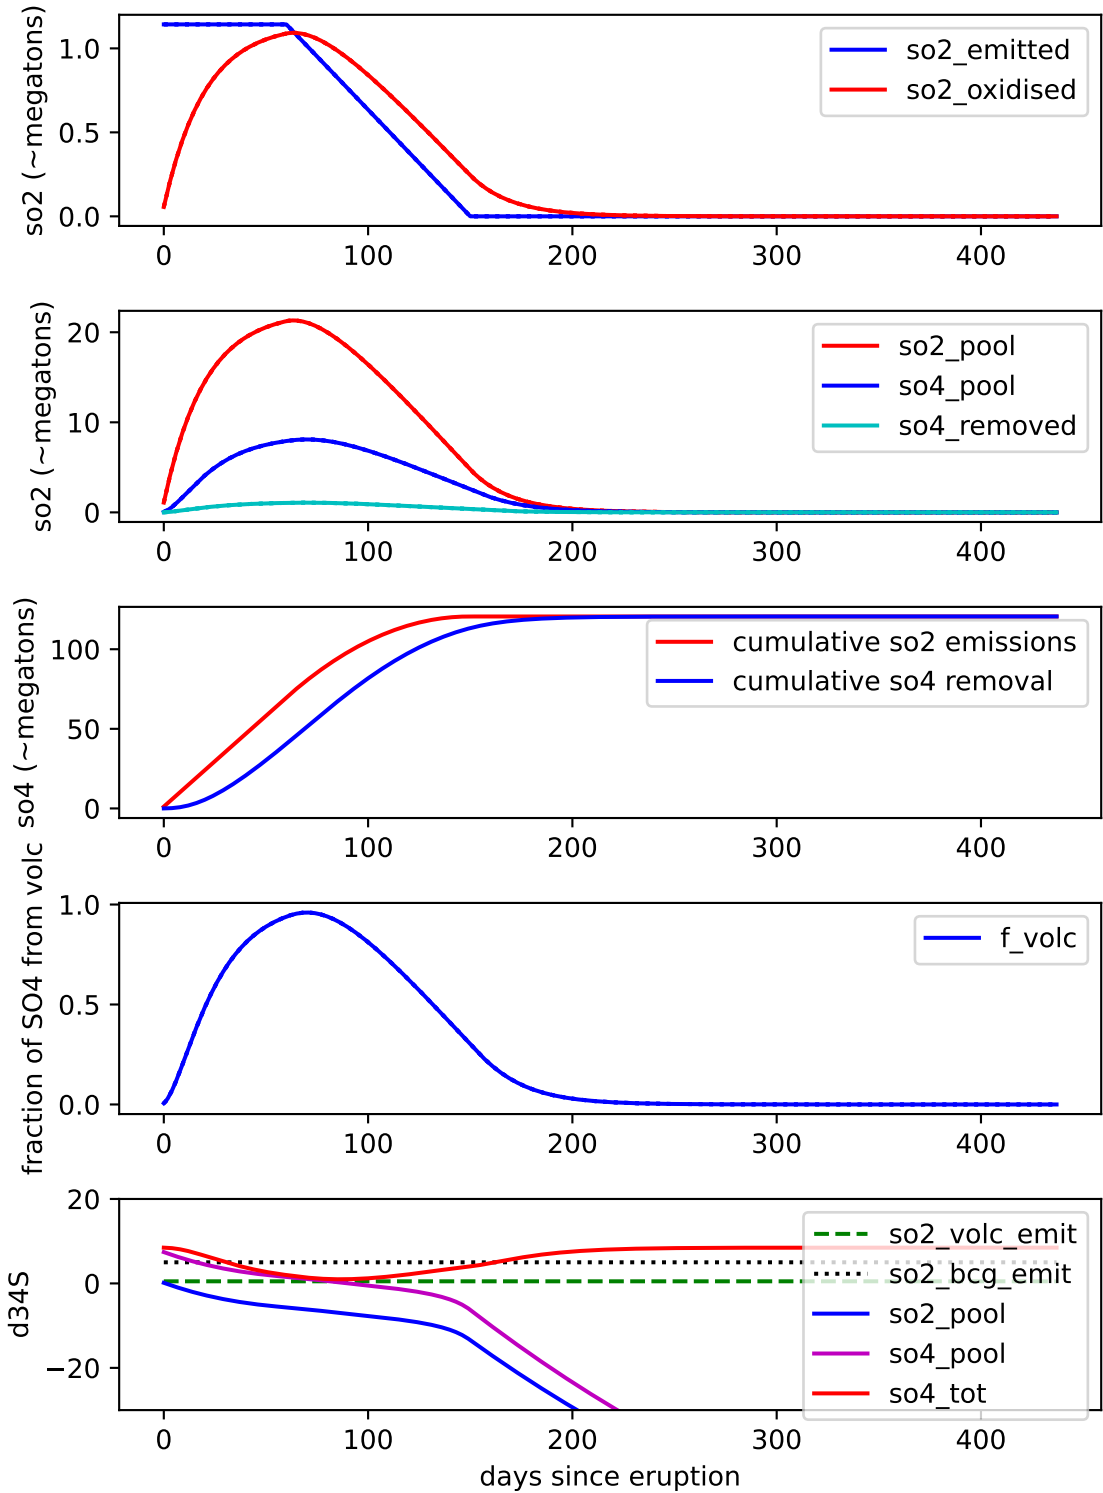 so2 (~megatons)
1.0
0.5
0.0
so2_emitted
so2_oxidised
0 100 200 300 400
so2 (~megatons)
20
10
0
so2_pool
so4_pool
so4_removed
0 100 200 300 400
so4 (~megatons)
100
50
0
cumulative so2 emissions
cumulative so4 removal
0 100 200 300 400
fraction of SO4 from volc
1.0
0.5
0.0
f_volc
0 100 200 300 400
d34S
20
0
−20
so2_volc_emit
so2_bcg_emit
so2_pool
so4_pool
so4_tot
0 100 200 300 400
days since eruption